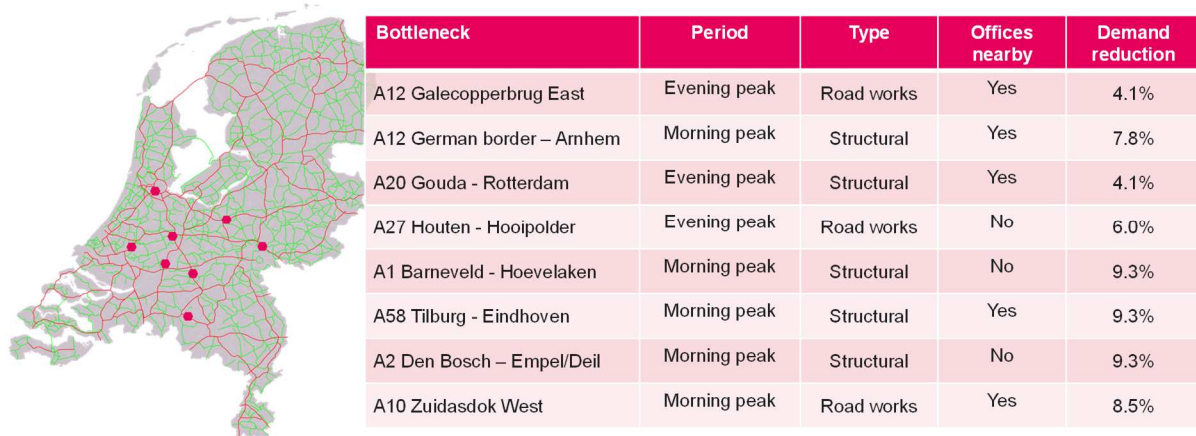 Bottleneck Period Type Offices nearby Demand reduction
A12 Galecopperbrug East Evening peak Road works Yes 4.1%
A12 German border – Arnhem Morning peak Structural Yes 7.8%
A20 Gouda - Rotterdam Evening peak Structural Yes 4.1%
A27 Houten - Hooipolder Evening peak Road works No 6.0%
A1 Barneveld - Hoevelaken Morning peak Structural No 9.3%
A58 Tilburg - Eindhoven Morning peak Structural Yes 9.3%
A2 Den Bosch – Empel/Deil Morning peak Structural No 9.3%
A10 Zuidasdok West Morning peak Road works Yes 8.5%